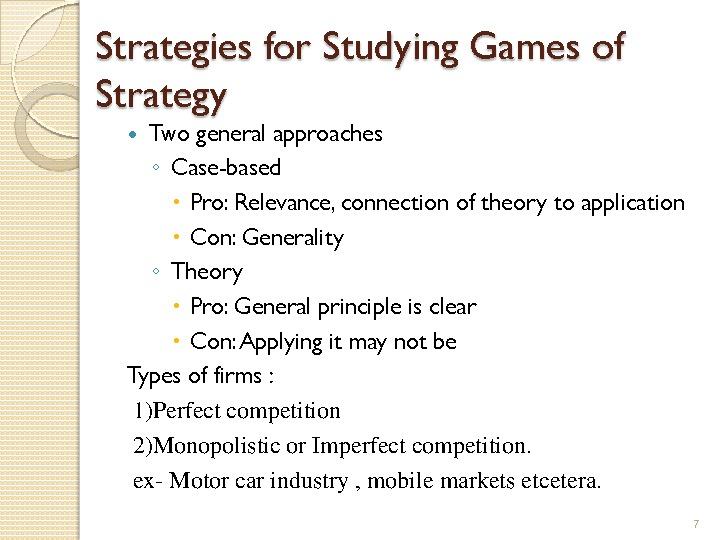 Strategies for Studying Games of
Strategy
• Two general approaches
◦ Case-based
• Pro: Relevance, connection of theory to application
• Con: Generality
◦ Theory
• Pro: General principle is clear
• Con: Applying it may not be
Types of firms :
1)Perfect competition
2)Monopolistic or Imperfect competition.
ex- Motor car industry , mobile markets etcetera.
7